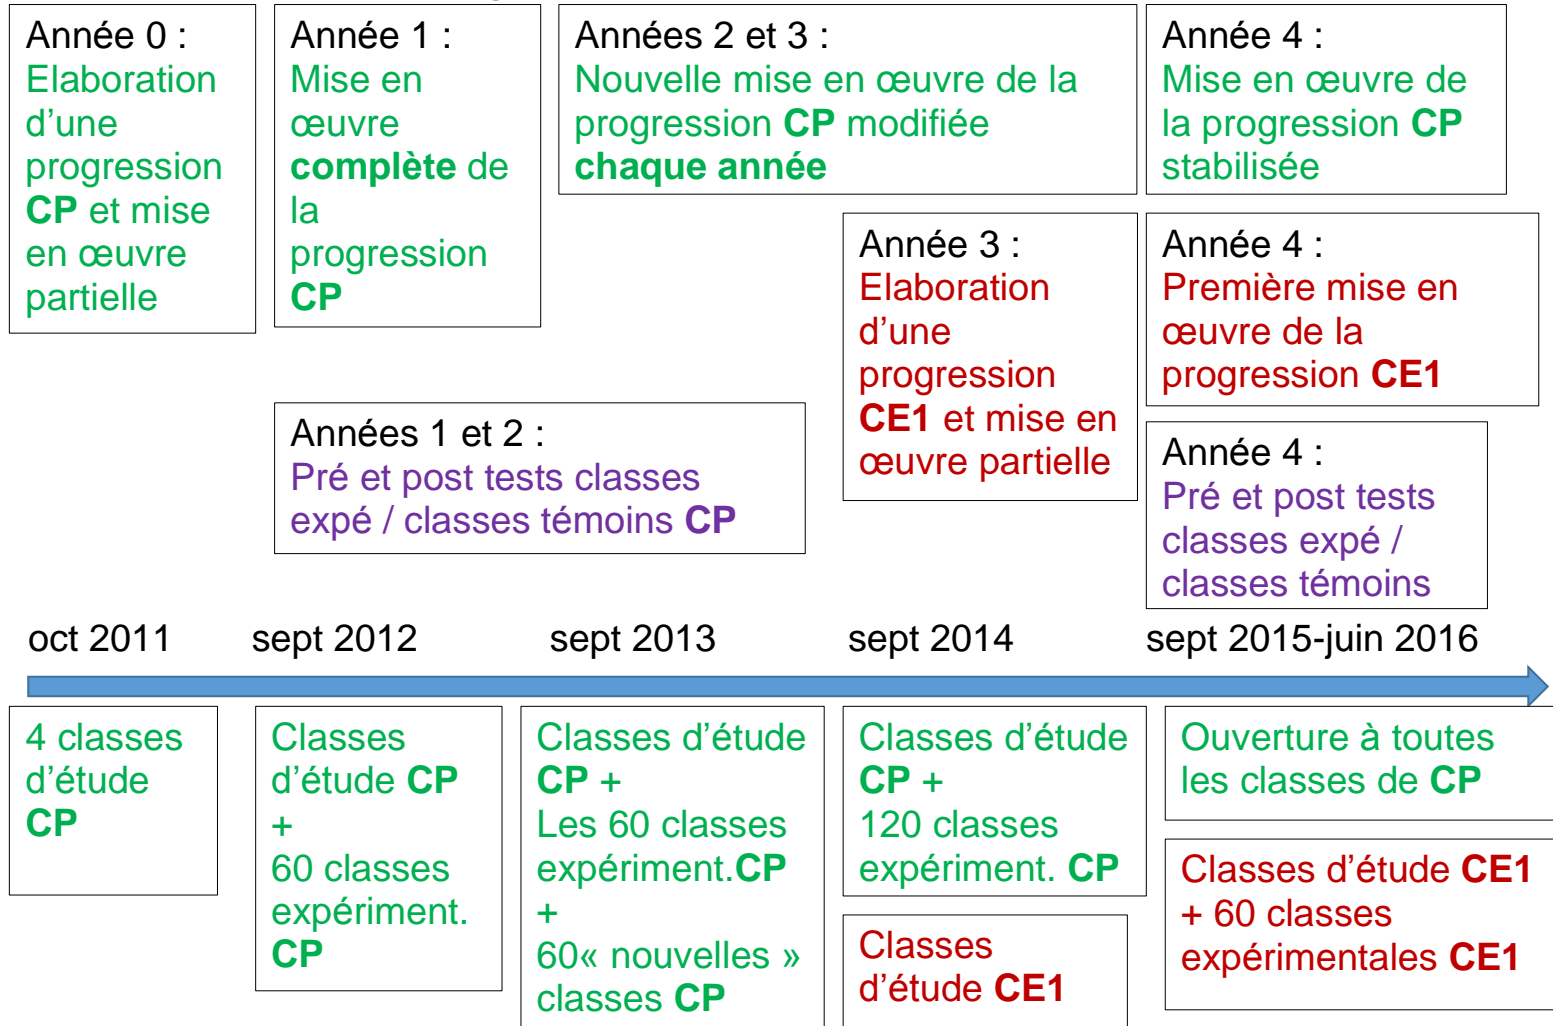 Année 0 :
Elaboration
d’une
progression
CP et mise
en œuvre
partielle
Année 1 :
Mise en
œuvre
complète de
la
progression
CP
Années 2 et 3 :
Nouvelle mise en œuvre de la
progression CP modifiée
chaque année
Année 4 :
Mise en œuvre de
la progression CP
stabilisée
Année 3 :
Elaboration
d’une
progression
CE1 et mise en
œuvre partielle
Année 4 :
Première mise en
œuvre de la
progression CE1
Années 1 et 2 :
Pré et post tests classes
expé / classes témoins CP
Année 4 :
Pré et post tests
classes expé /
classes témoins
oct 2011
sept 2012
sept 2013
sept 2014
sept 2015-juin 2016
4 classes
d’étude
CP
Classes
d’étude CP
+
60 classes
expériment.
CP
Classes d’étude
CP +
Les 60 classes
expériment.CP
+
60« nouvelles »
classes CP
Classes d’étude
CP +
120 classes
expériment. CP
Classes
d’étude CE1
Ouverture à toutes
les classes de CP
Classes d’étude CE1
+ 60 classes
expérimentales CE1